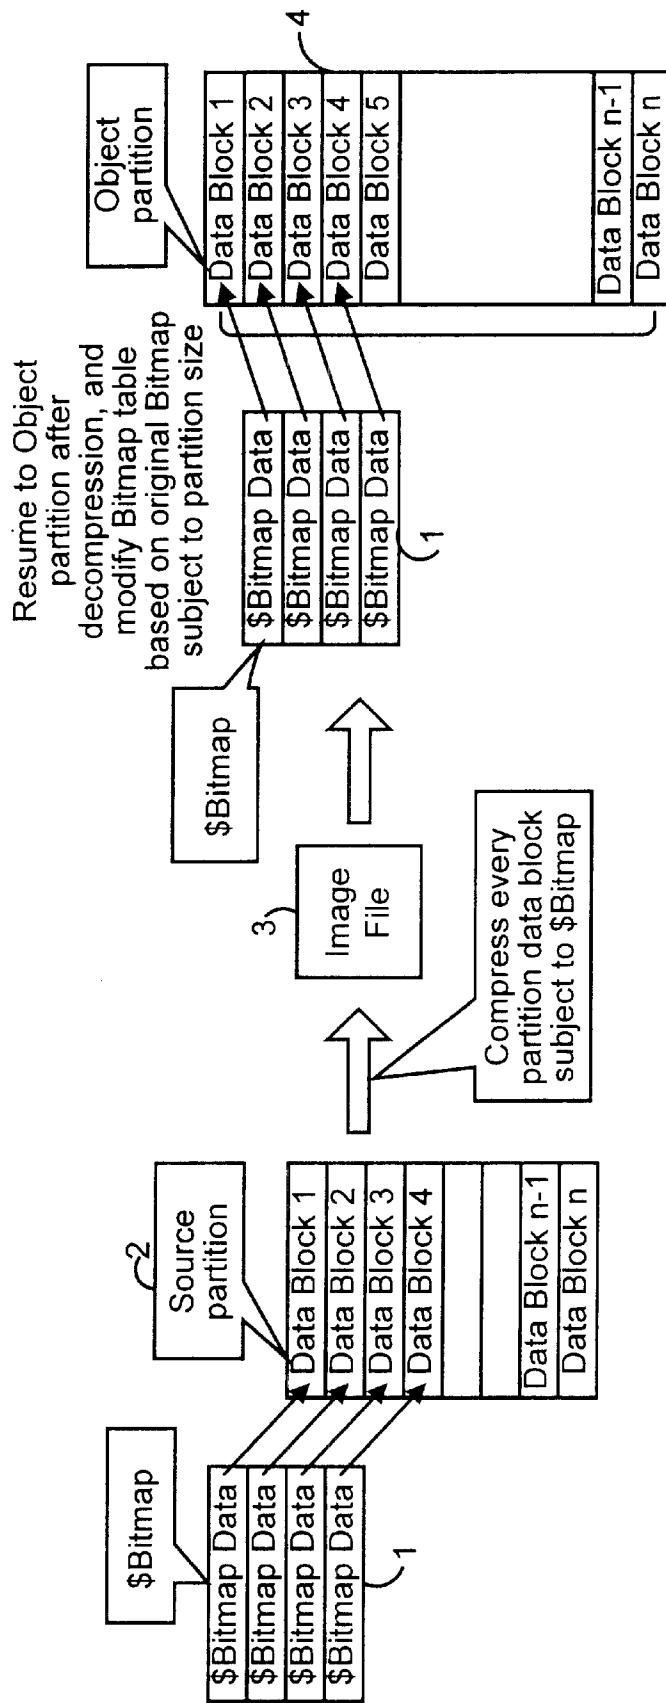 $Bitmap
$Bitmap Data
$Bitmap Data
$Bitmap Data
$Bitmap Data
1
2
Source
partition
Data Block 1
Data Block 2
Data Block 3
Data Block 4
Data Block n-1
Data Block n
Compress every
partition data block
subject to $Bitmap
3
Image
File
$Bitmap
$Bitmap Data
$Bitmap Data
$Bitmap Data
$Bitmap Data
1
Resume to Object
partition after
decompression, and
modify Bitmap table
based on original Bitmap
subject to partition size
Object
partition
4
Data Block 1
Data Block 2
Data Block 3
Data Block 4
Data Block 5
Data Block n-1
Data Block n